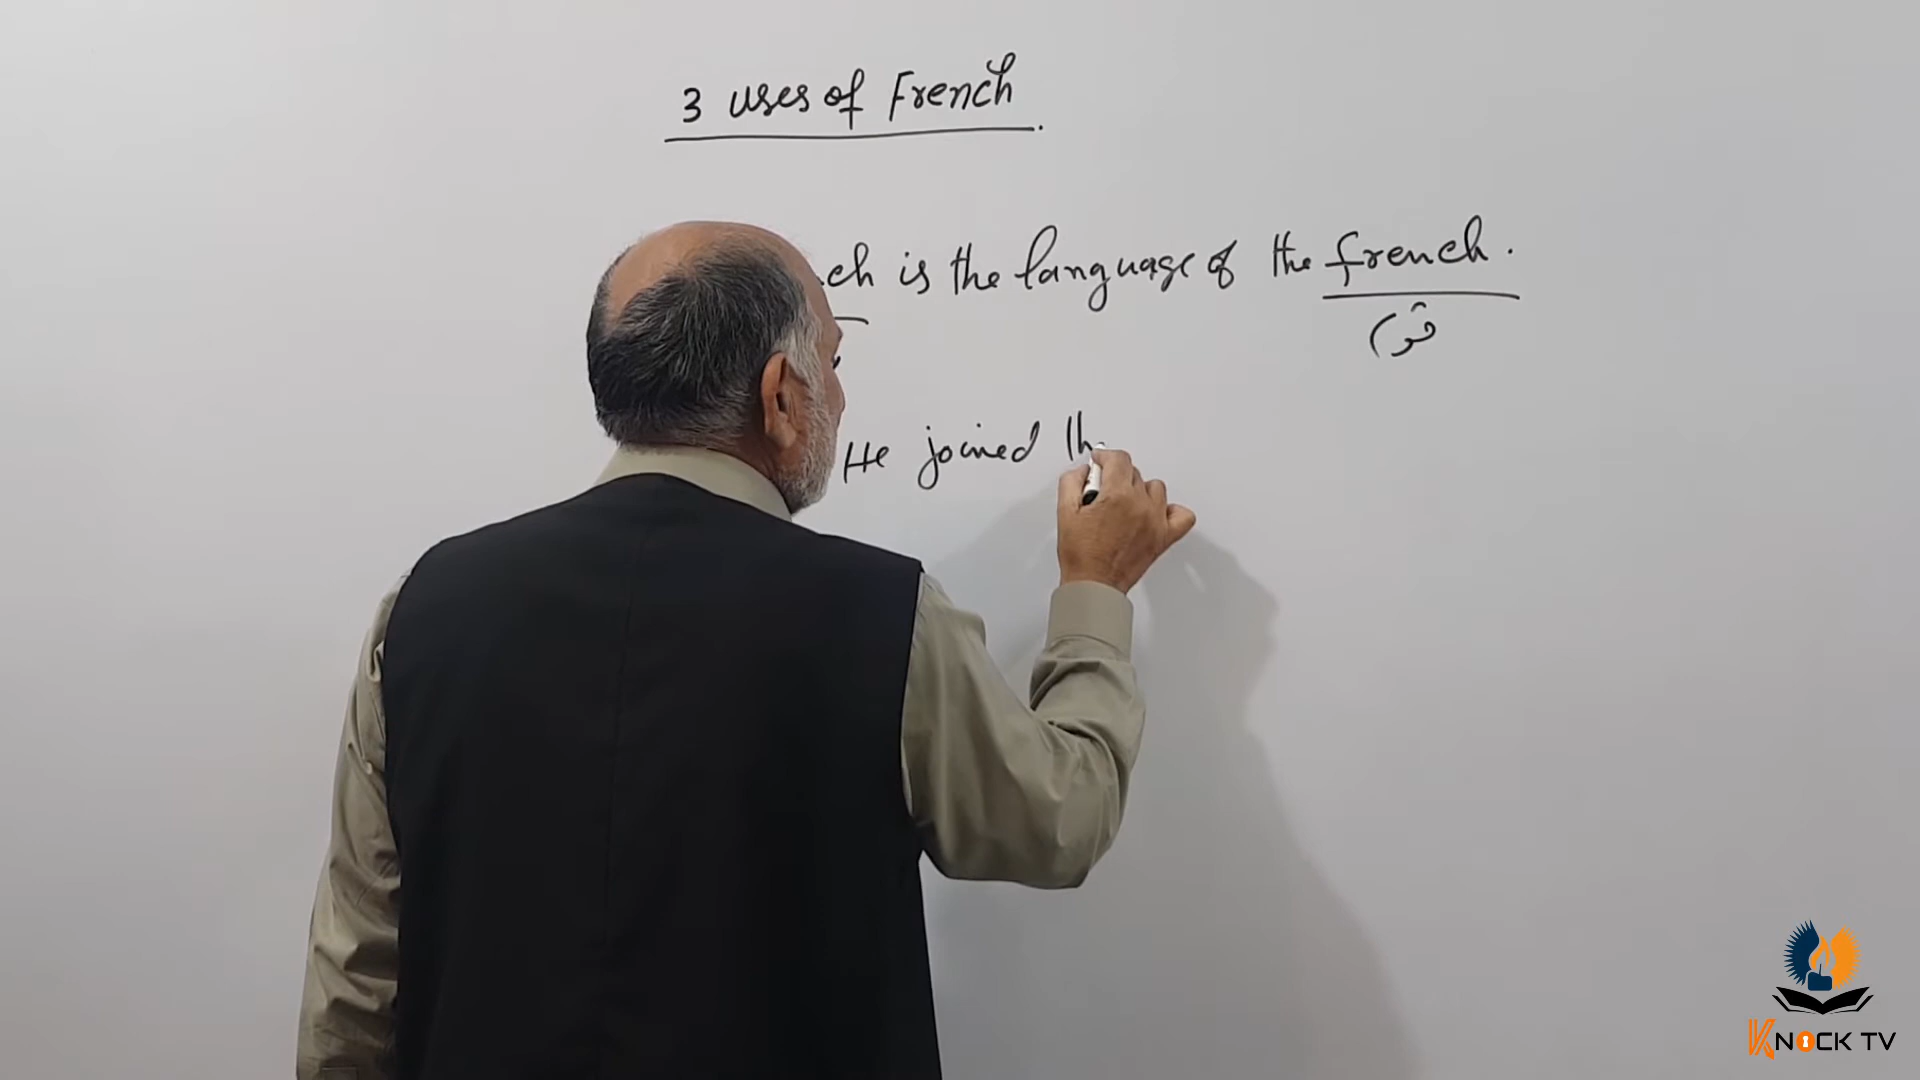 3 uses of French.
ch is the language of the french.
قوم
He joined th
KNOCK TV